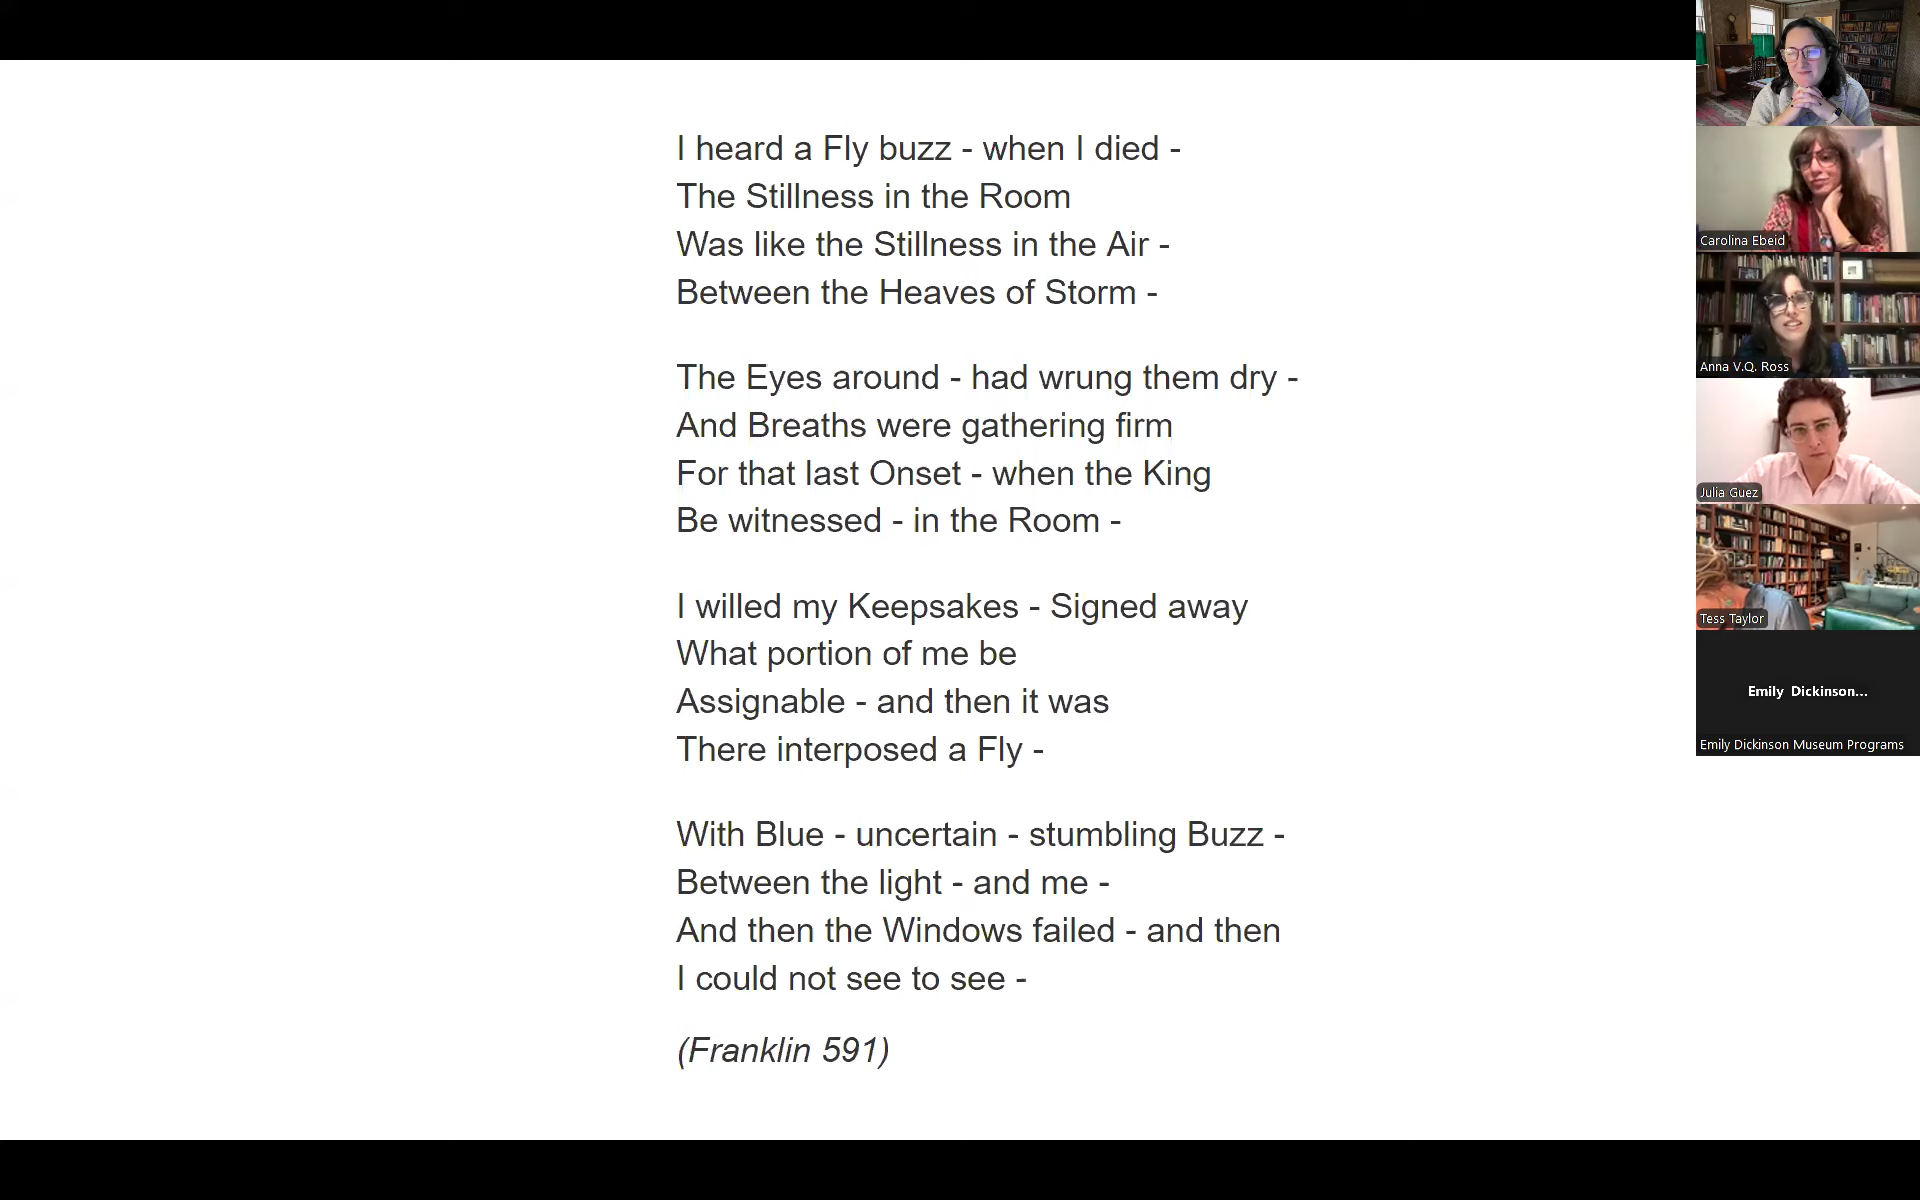 I heard a Fly buzz - when I died -
The Stillness in the Room
Was like the Stillness in the Air -
Between the Heaves of Storm -
The Eyes around - had wrung them dry -
And Breaths were gathering firm
For that last Onset - when the King
Be witnessed - in the Room -
I willed my Keepsakes - Signed away
What portion of me be
Assignable - and then it was
There interposed a Fly -
With Blue - uncertain - stumbling Buzz -
Between the light - and me -
And then the Windows failed - and then
I could not see to see -
(Franklin 591)
Carolina Ebeid
Anna V.Q. Ross
Julia Guez
Tess Taylor
Emily Dickinson...
Emily Dickinson Museum Programs